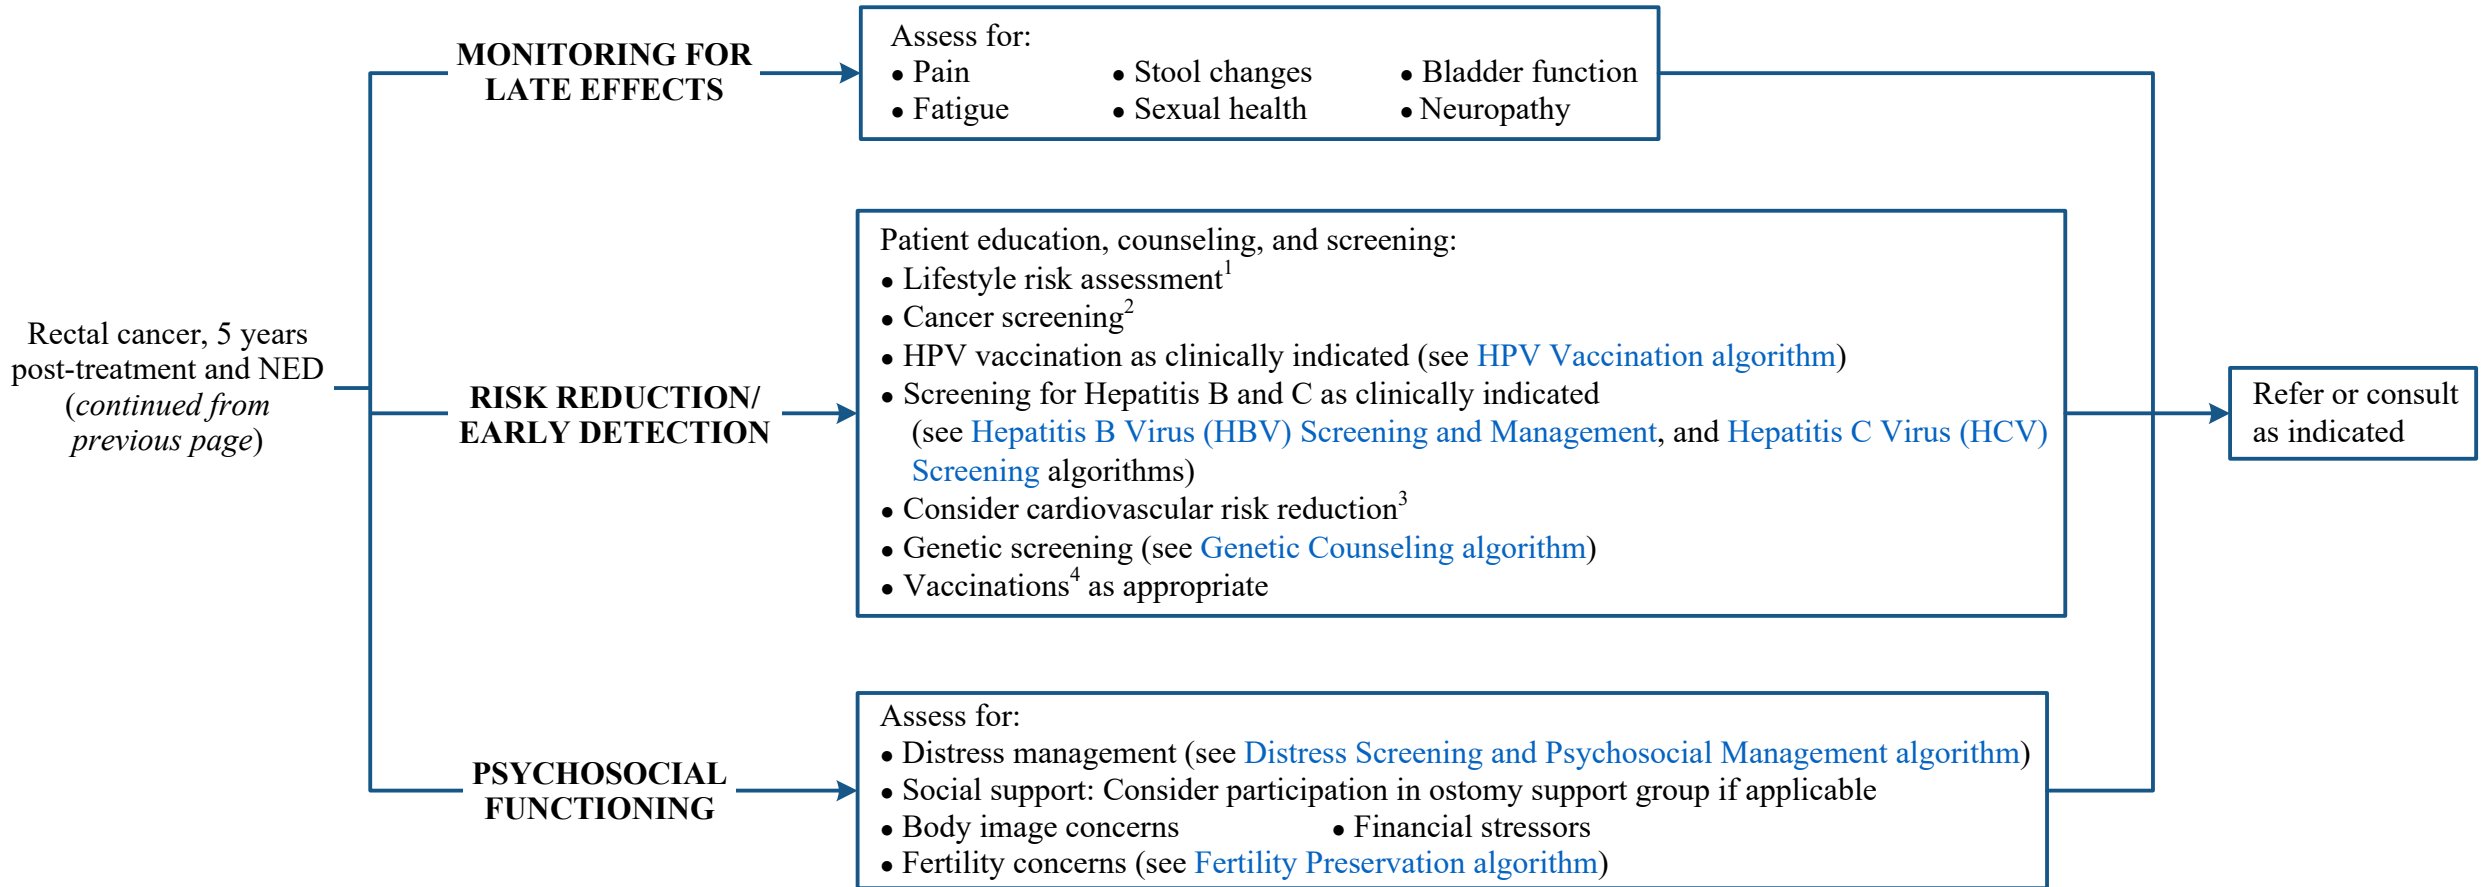 MONITORING FOR
LATE EFFECTS
Assess for:
● Pain ● Stool changes ● Bladder function
● Fatigue ● Sexual health ● Neuropathy
Rectal cancer, 5 years
post-treatment and NED
(continued from
previous page)
RISK REDUCTION/
EARLY DETECTION
Patient education, counseling, and screening:
● Lifestyle risk assessment1
● Cancer screening2
● HPV vaccination as clinically indicated (see HPV Vaccination algorithm)
● Screening for Hepatitis B and C as clinically indicated
(see Hepatitis B Virus (HBV) Screening and Management, and Hepatitis C Virus (HCV)
Screening algorithms)
● Consider cardiovascular risk reduction3
● Genetic screening (see Genetic Counseling algorithm)
● Vaccinations4 as appropriate
Refer or consult
as indicated
PSYCHOSOCIAL
FUNCTIONING
Assess for:
● Distress management (see Distress Screening and Psychosocial Management algorithm)
● Social support: Consider participation in ostomy support group if applicable
● Body image concerns ● Financial stressors
● Fertility concerns (see Fertility Preservation algorithm)